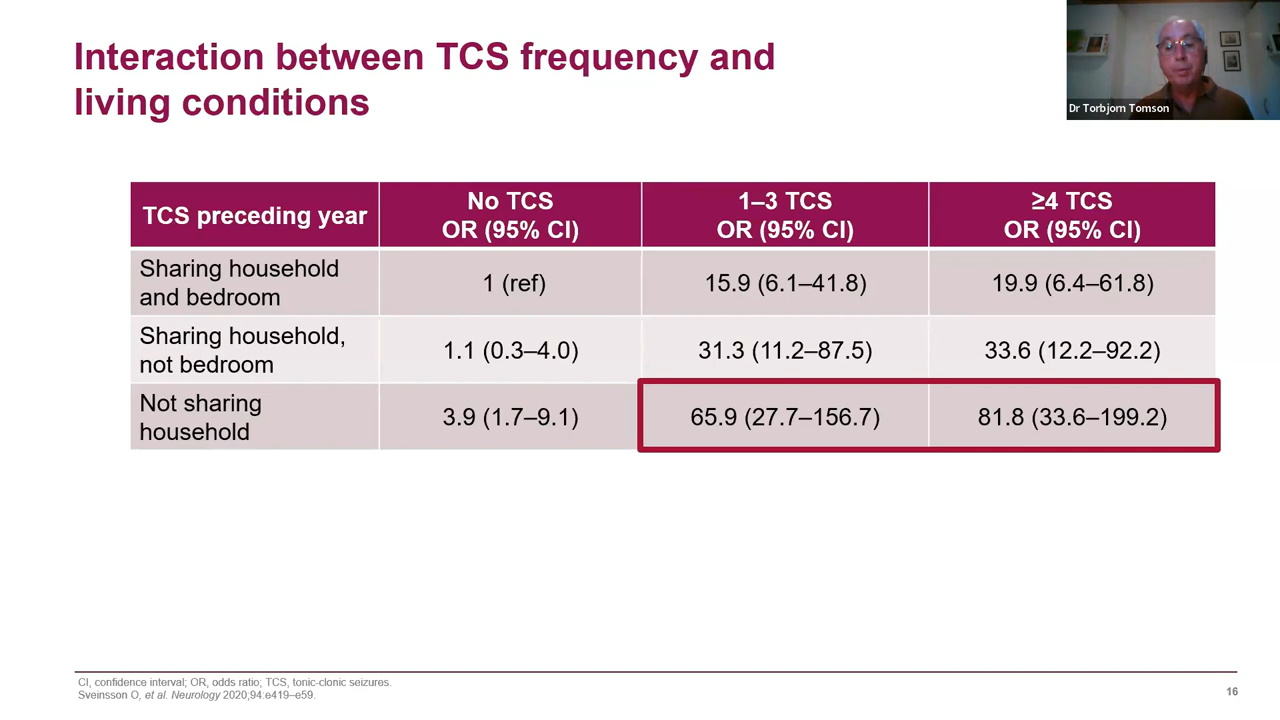 Interaction between TCS frequency and
living conditions
Dr Torbjorn Tomson
TCS preceding year
No TCS
OR (95% CI)
1–3 TCS
OR (95% CI)
≥4 TCS
OR (95% CI)
Sharing household
and bedroom
1 (ref)
15.9 (6.1–41.8)
19.9 (6.4–61.8)
Sharing household,
not bedroom
1.1 (0.3–4.0)
31.3 (11.2–87.5)
33.6 (12.2–92.2)
Not sharing
household
3.9 (1.7–9.1)
65.9 (27.7–156.7)
81.8 (33.6–199.2)
CI, confidence interval; OR, odds ratio; TCS, tonic-clonic seizures.
Sveinsson O, et al. Neurology 2020;94:e419–e59.
16